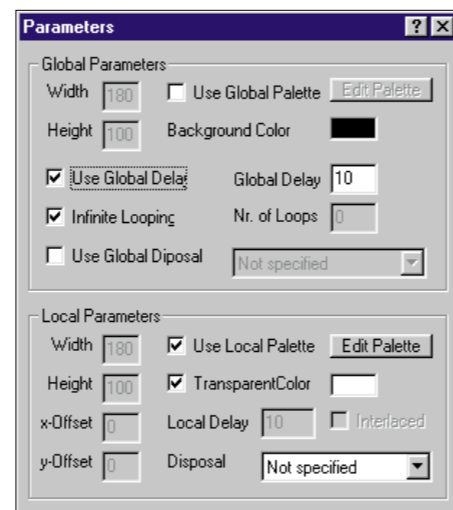 Parameters
Global Parameters
Width 180 Use Global Palette Edit Palette
Height 100 Background Color
Use Global Delay Global Delay 10
Infinite Looping Nr. of Loops 0
Use Global Diposal Not specified
Local Parameters
Width 180 Use Local Palette Edit Palette
Height 100 TransparentColor
x-Offset 0 Local Delay 10 Interlaced
y-Offset 0 Disposal Not specified